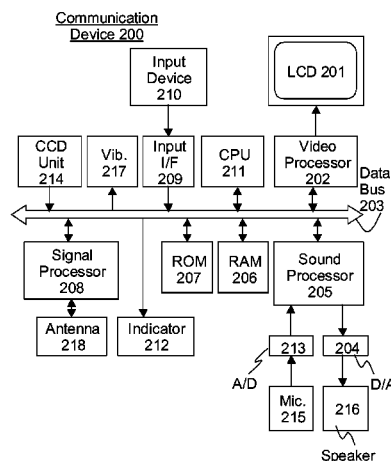 Communication
Device 200
Input
Device
210
LCD 201
CCD
Unit
214
Vib.
217
Input
I/F
209
CPU
211
Video
Processor
202
Data
Bus
203
Signal
Processor
208
ROM
207
RAM
206
Sound
Processor
205
Antenna
218
Indicator
212
213
204
A/D
D/A
Mic.
215
216
Speaker